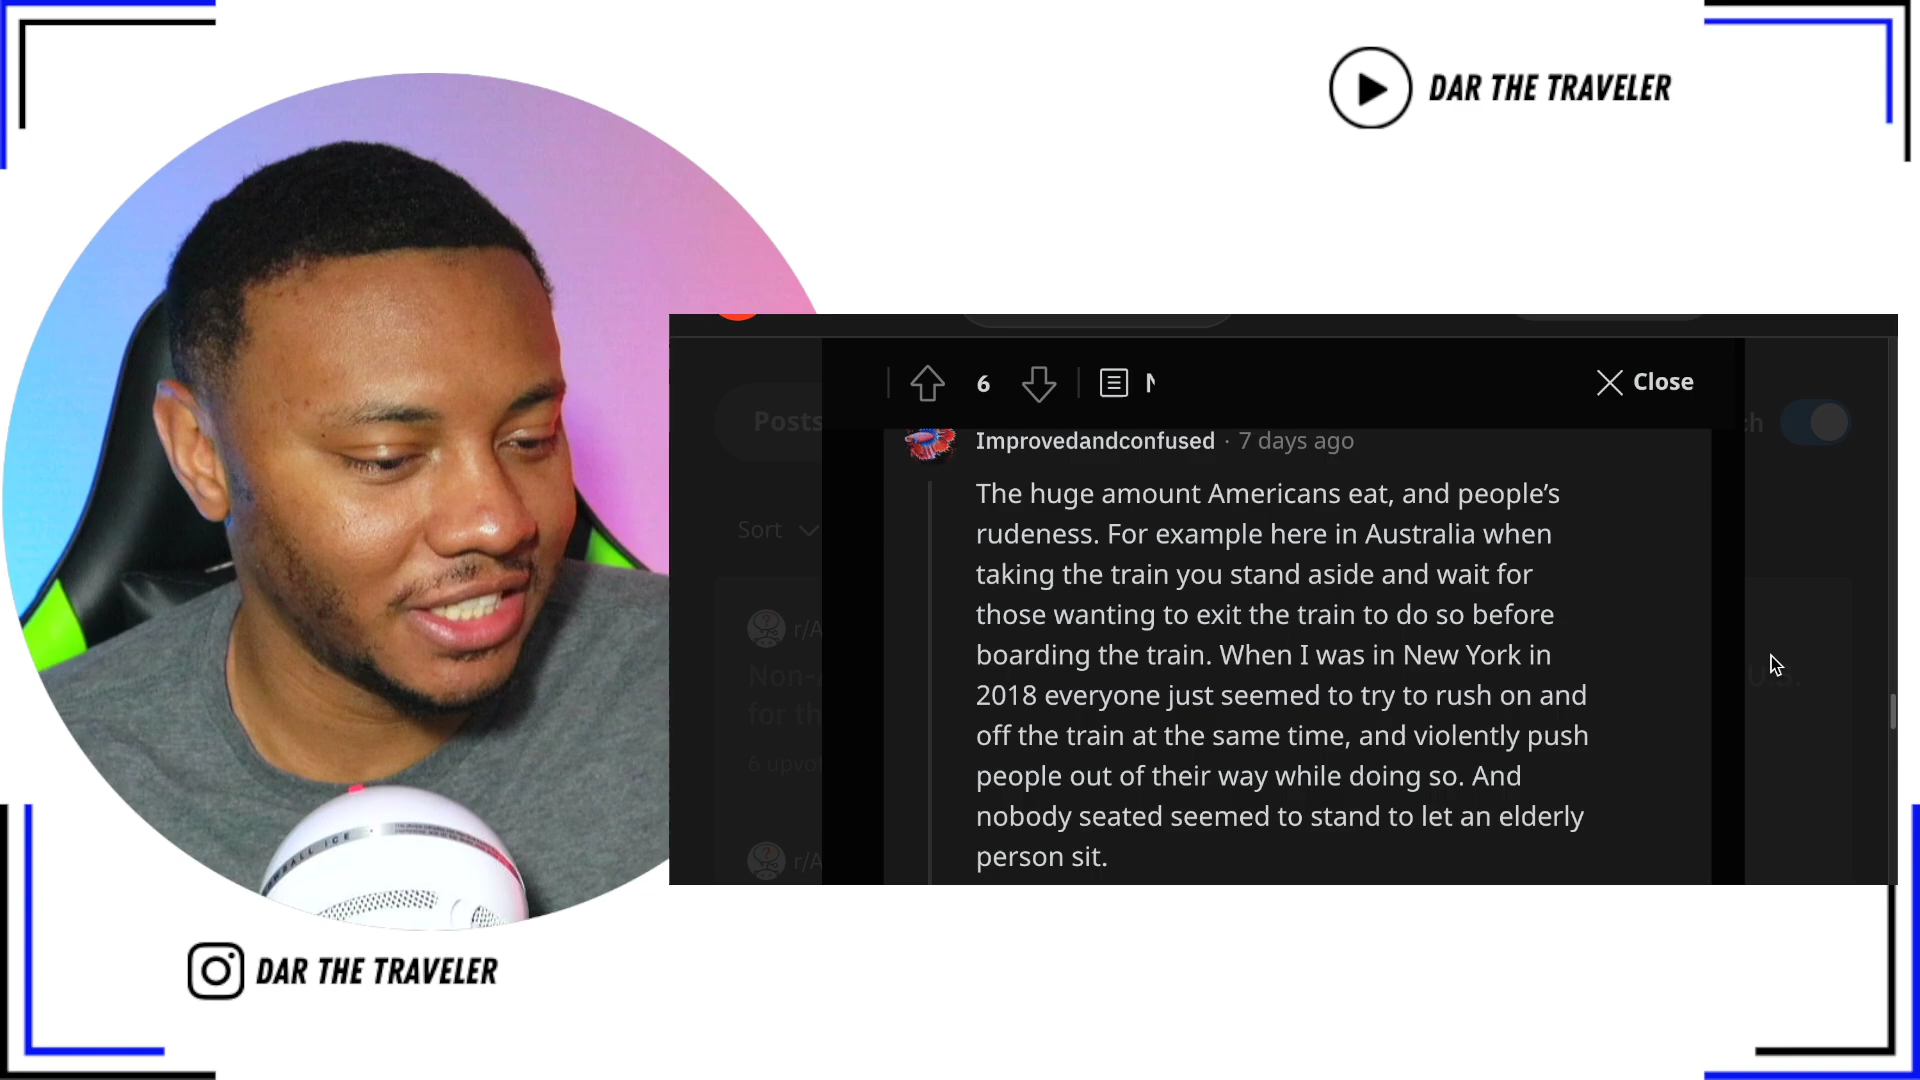 DAR THE TRAVELER
6
Close
Posts
Improvedandconfused · 7 days ago
The huge amount Americans eat, and people’s
rudeness. For example here in Australia when
taking the train you stand aside and wait for
those wanting to exit the train to do so before
boarding the train. When I was in New York in
2018 everyone just seemed to try to rush on and
off the train at the same time, and violently push
people out of their way while doing so. And
nobody seated seemed to stand to let an elderly
person sit.
Sort
r/A
Non-
for th
6 upvo
r/A
DAR THE TRAVELER